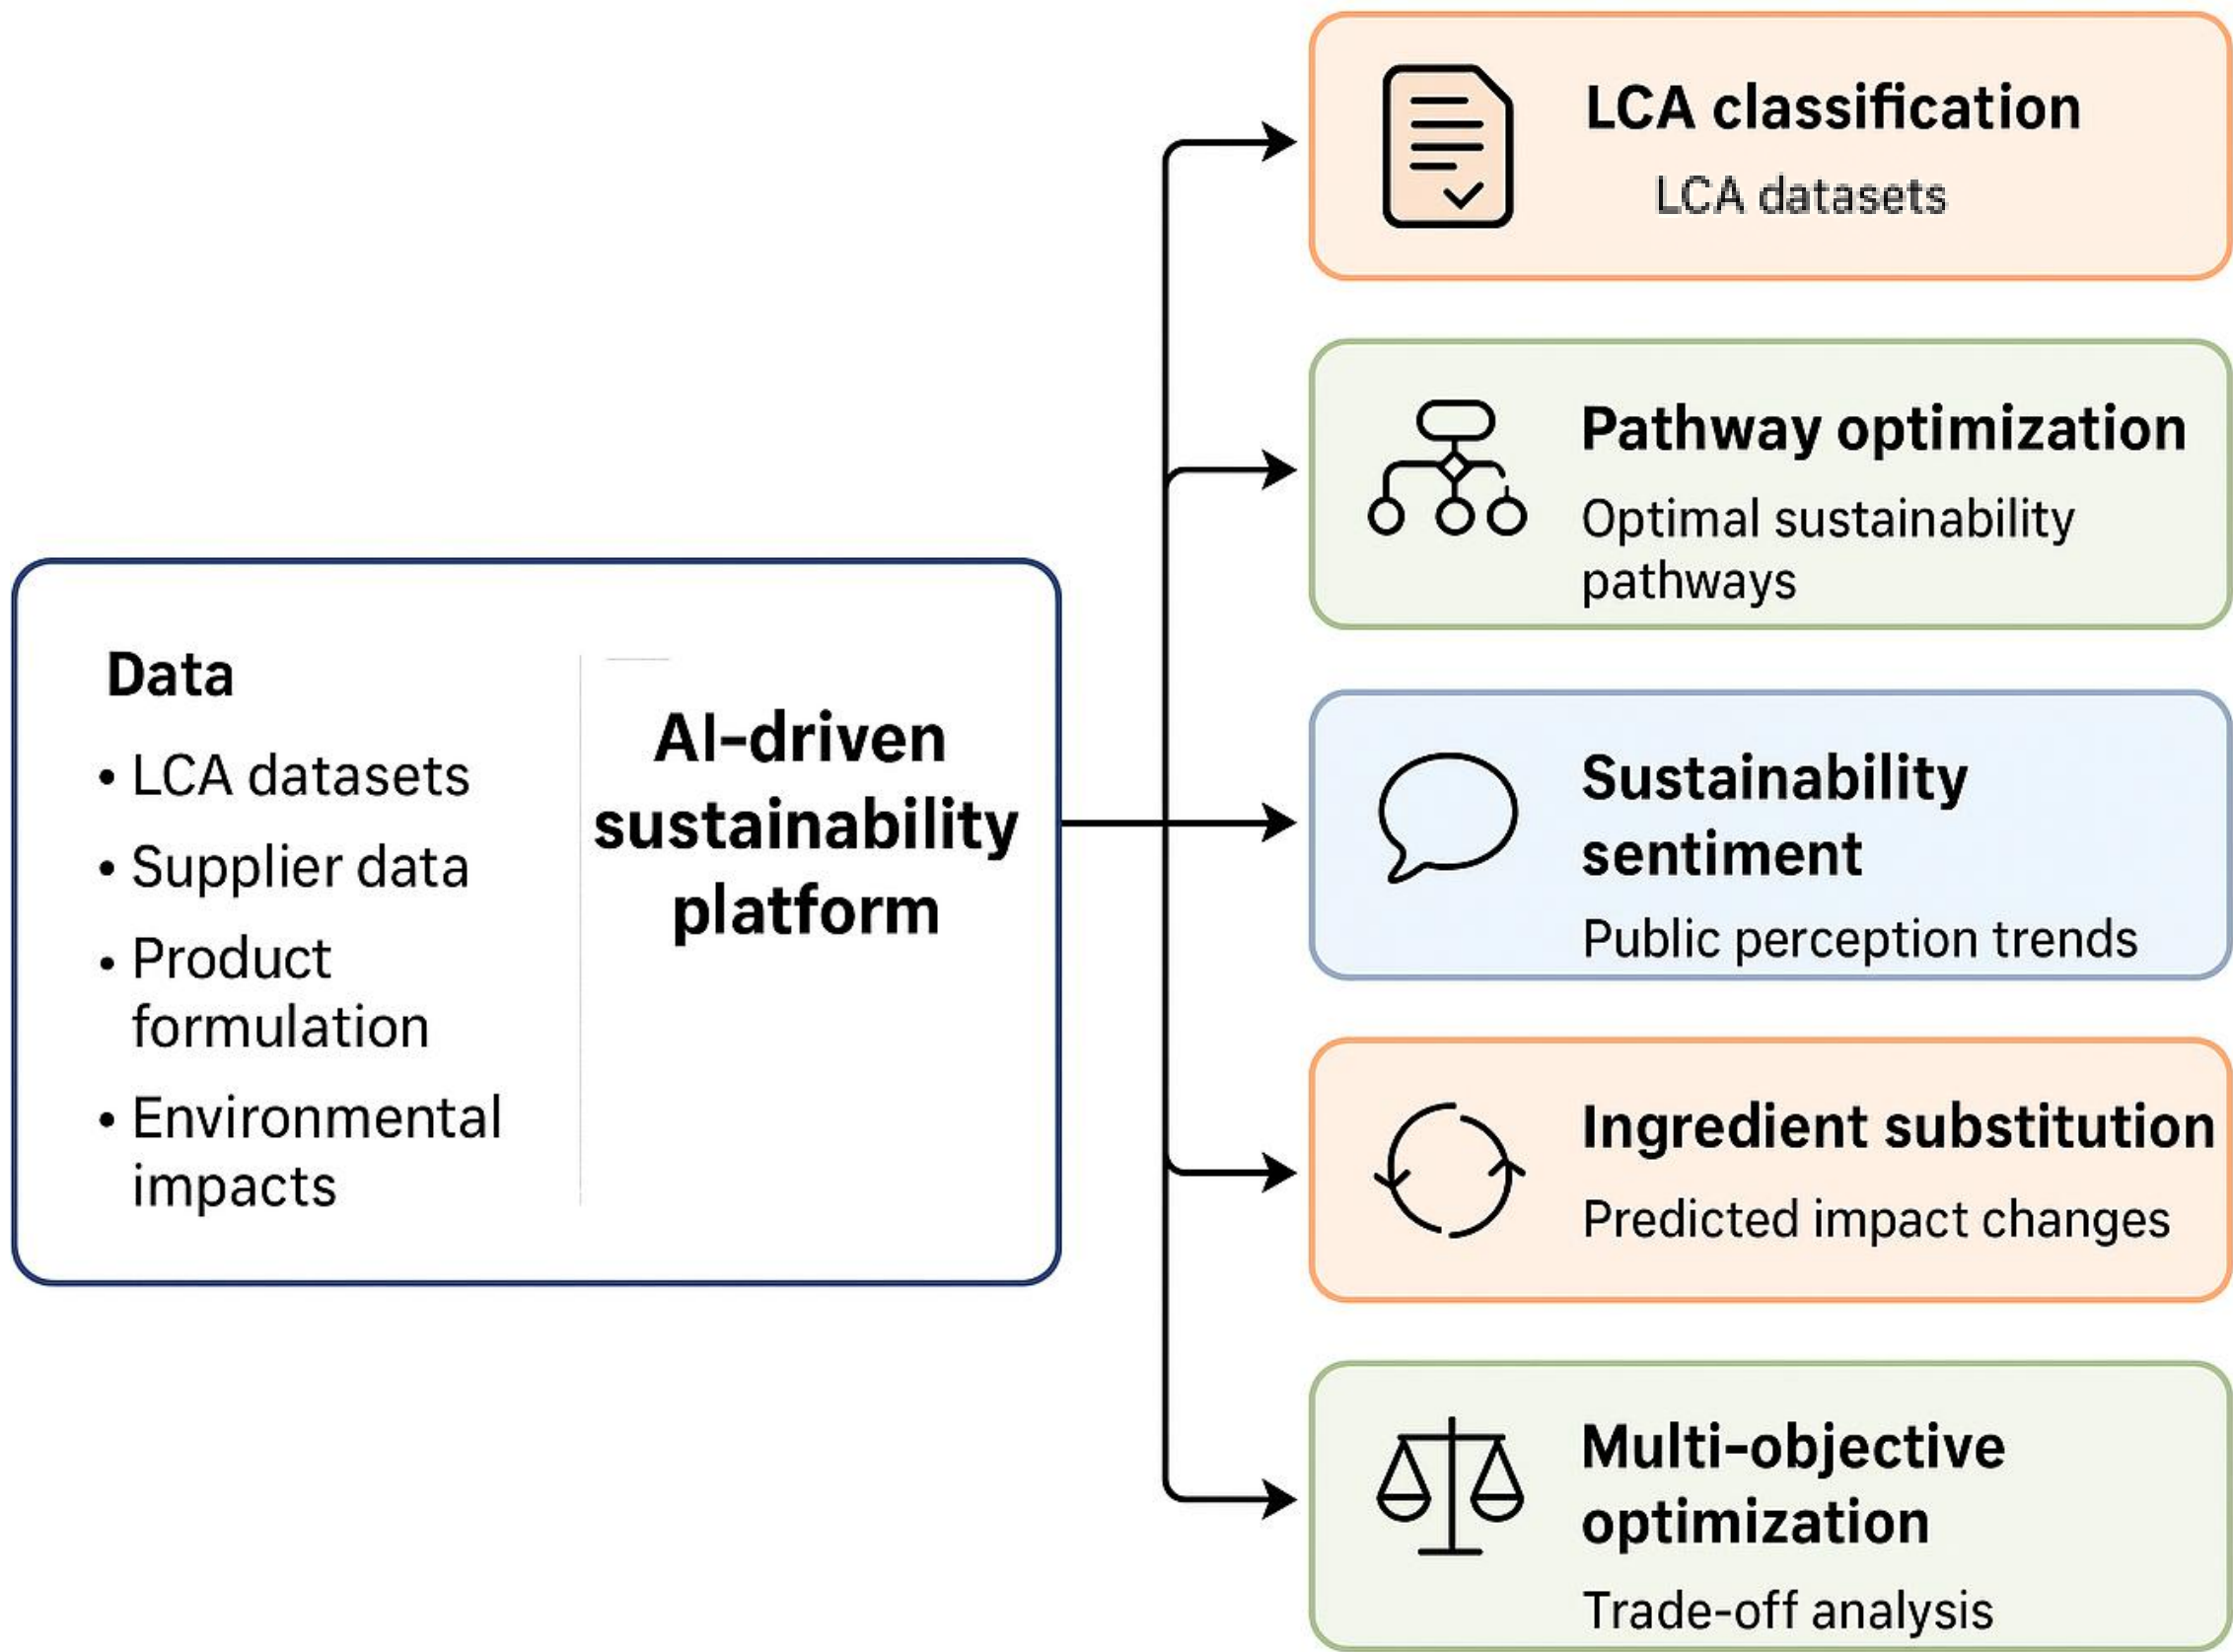 Data
• LCA datasets
• Supplier data
• Product
formulation
• Environmental
impacts
AI-driven
sustainability
platform
LCA classification
LCA datasets
Pathway optimization
Optimal sustainability
pathways
Sustainability
sentiment
Public perception trends
Ingredient substitution
Predicted impact changes
Multi-objective
optimization
Trade-off analysis